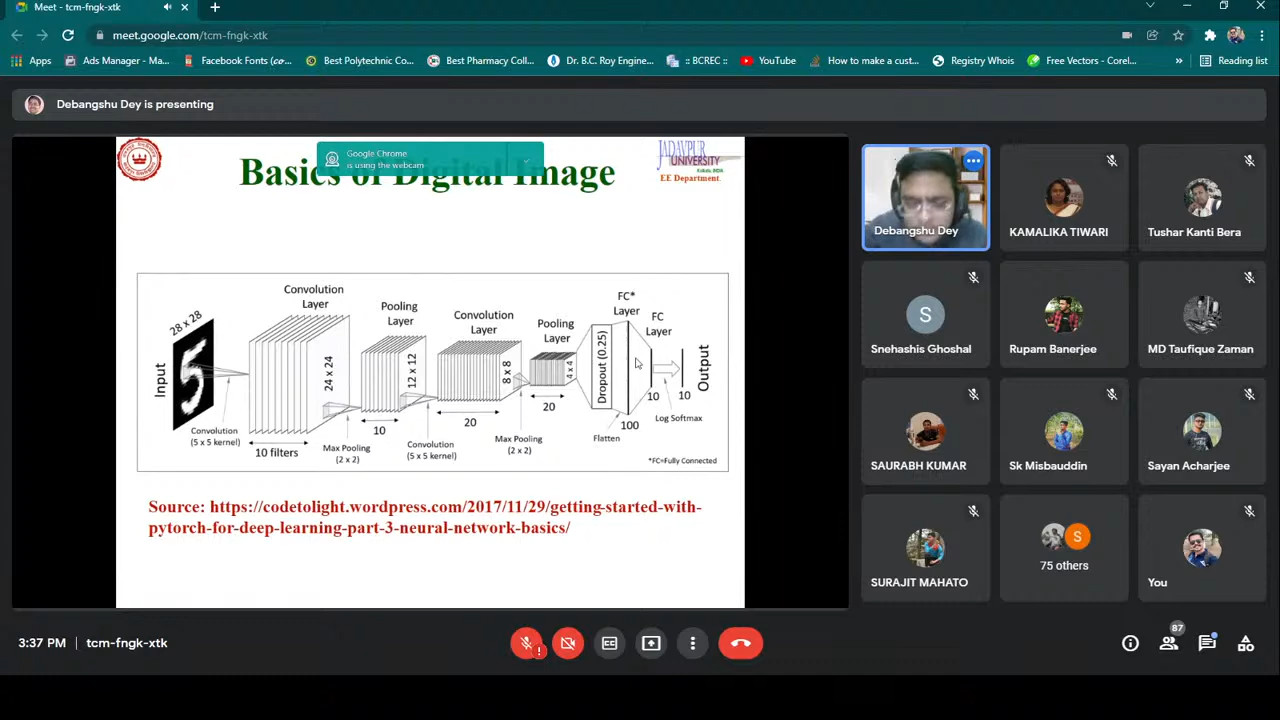 Meet - tcm-fngk-xtk
meet.google.com/tcm-fngk-xtk
Apps
Ads Manager - Ma...
Facebook Fonts (𝑐𝑜...
Best Polytechnic Co...
Best Pharmacy Coll...
Dr. B.C. Roy Engine...
:: BCREC ::
YouTube
How to make a cust...
Registry Whois
Free Vectors - Corel...
»
Reading list
Debangshu Dey is presenting
Google Chrome
is using the webcam
Basics of Digital Image
JADAVPUR
UNIVERSITY
Kolkata, INDIA
EE Department.
Input
28 x 28
5
Convolution
(5 x 5 kernel)
Convolution
Layer
24 x 24
10 filters
Max Pooling
(2 x 2)
Pooling
Layer
12 x 12
10
Convolution
(5 x 5 kernel)
Convolution
Layer
8 x 8
20
Max Pooling
(2 x 2)
Pooling
Layer
4 x 4
20
Dropout (0.25)
Flatten
FC*
Layer
100
FC
Layer
10
10
Log Softmax
Output
*FC=Fully Connected
Source: https://codetolight.wordpress.com/2017/11/29/getting-started-with-
pytorch-for-deep-learning-part-3-neural-network-basics/
Debangshu Dey
KAMALIKA TIWARI
Tushar Kanti Bera
S
Snehashis Ghoshal
Rupam Banerjee
MD Taufique Zaman
SAURABH KUMAR
Sk Misbauddin
Sayan Acharjee
SURAJIT MAHATO
S
75 others
You
3:37 PM | tcm-fngk-xtk
87